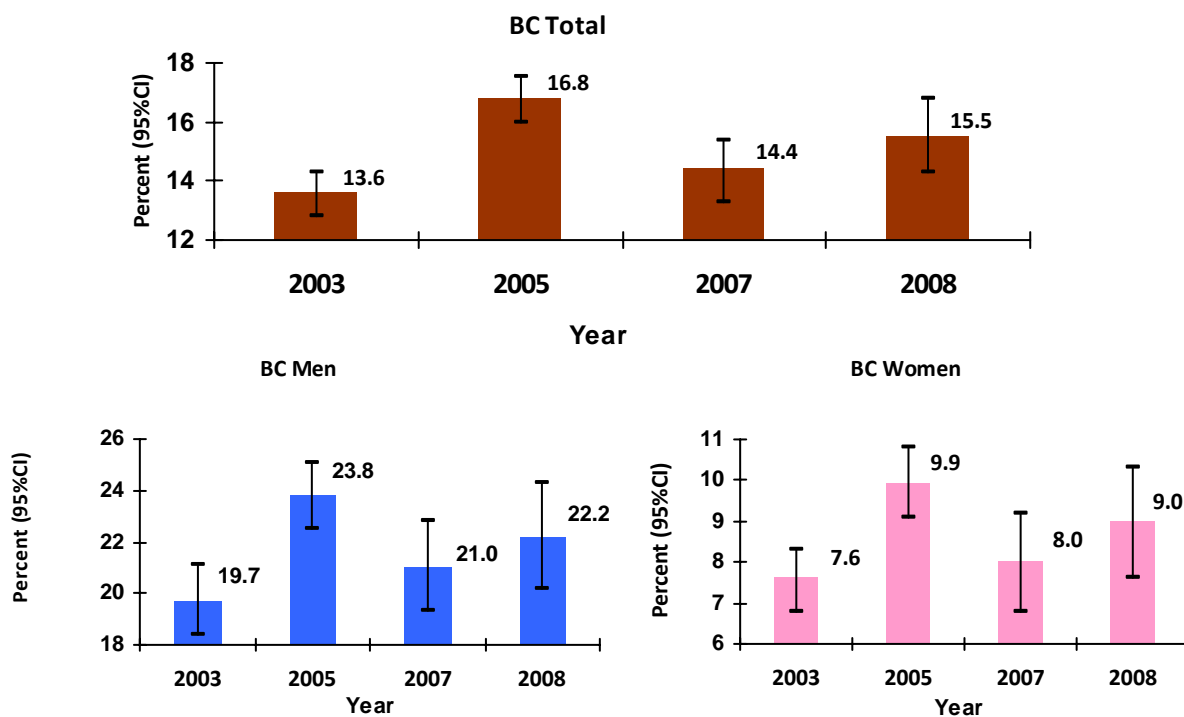 BC Total
Percent (95%CI)
18
16
14
12
13.6
16.8
14.4
15.5
2003 2005 2007 2008
Year
BC Men
Percent (95%CI)
26
24
22
20
18
19.7
23.8
21.0
22.2
2003 2005 2007 2008
Year
BC Women
Percent (95%CI)
11
10
9
8
7
6
7.6
9.9
8.0
9.0
2003 2005 2007 2008
Year